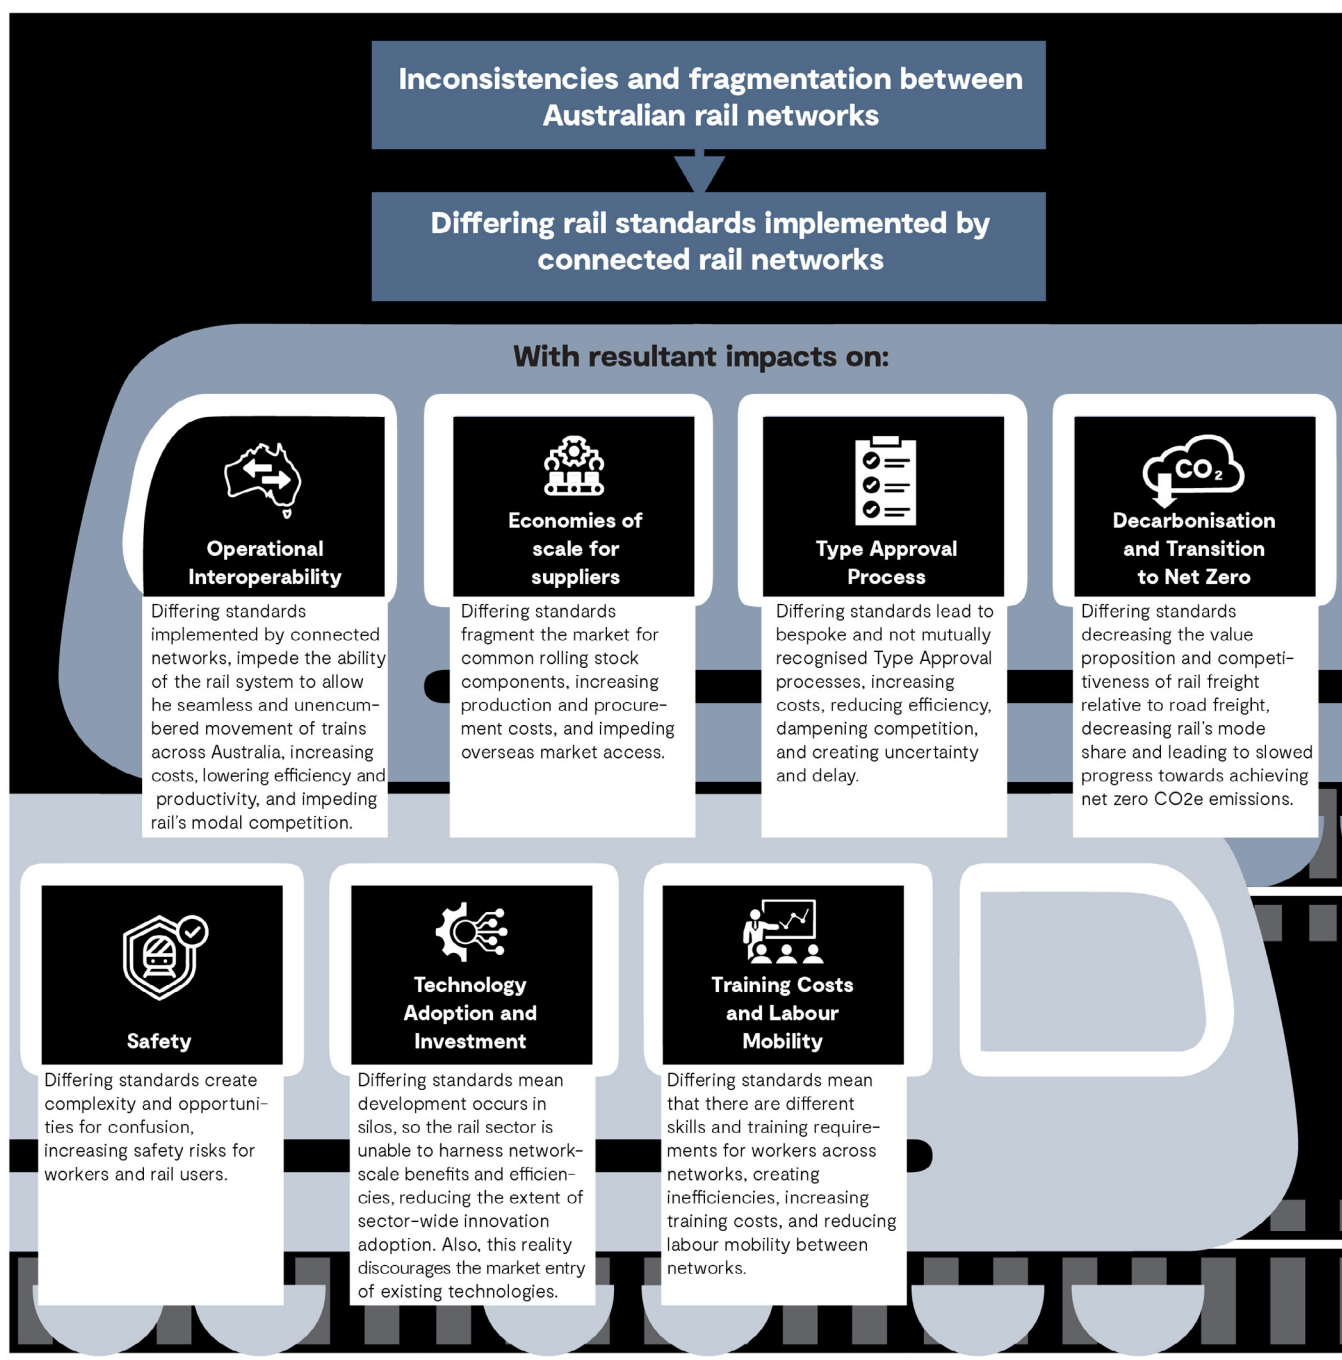 Inconsistencies and fragmentation between
Australian rail networks
Differing rail standards implemented by
connected rail networks
With resultant impacts on:
Operational
Interoperability
Differing standards
implemented by connected
networks, impede the ability
of the rail system to allow
he seamless and unencum-
bered movement of trains
across Australia, increasing
costs, lowering efficiency and
productivity, and impeding
rail's modal competition.
Economies of
scale for
suppliers
Differing standards
fragment the market for
common rolling stock
components, increasing
production and procure-
ment costs, and impeding
overseas market access.
Type Approval
Process
Differing standards lead to
bespoke and not mutually
recognised Type Approval
processes, increasing
costs, reducing efficiency,
dampening competition,
and creating uncertainty
and delay.
CO₂
Decarbonisation
and Transition
to Net Zero
Differing standards
decreasing the value
proposition and competi-
tiveness of rail freight
relative to road freight,
decreasing rail's mode
share and leading to slowed
progress towards achieving
net zero CO2e emissions.
Safety
Differing standards create
complexity and opportuni-
ties for confusion,
increasing safety risks for
workers and rail users.
Technology
Adoption and
Investment
Differing standards mean
development occurs in
silos, so the rail sector is
unable to harness network-
scale benefits and efficien-
cies, reducing the extent of
sector-wide innovation
adoption. Also, this reality
discourages the market entry
of existing technologies.
Training Costs
and Labour
Mobility
Differing standards mean
that there are different
skills and training require-
ments for workers across
networks, creating
inefficiencies, increasing
training costs, and reducing
labour mobility between
networks.